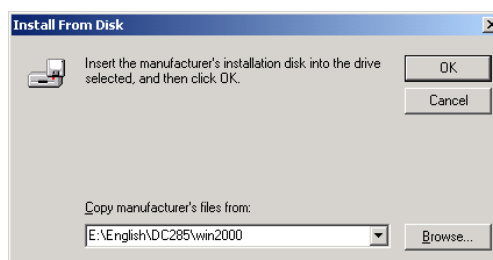 Install From Disk
Insert the manufacturer's installation disk into the drive
selected, and then click OK.
OK
Cancel
Copy manufacturer's files from:
E:\English\DC285\win2000
Browse...